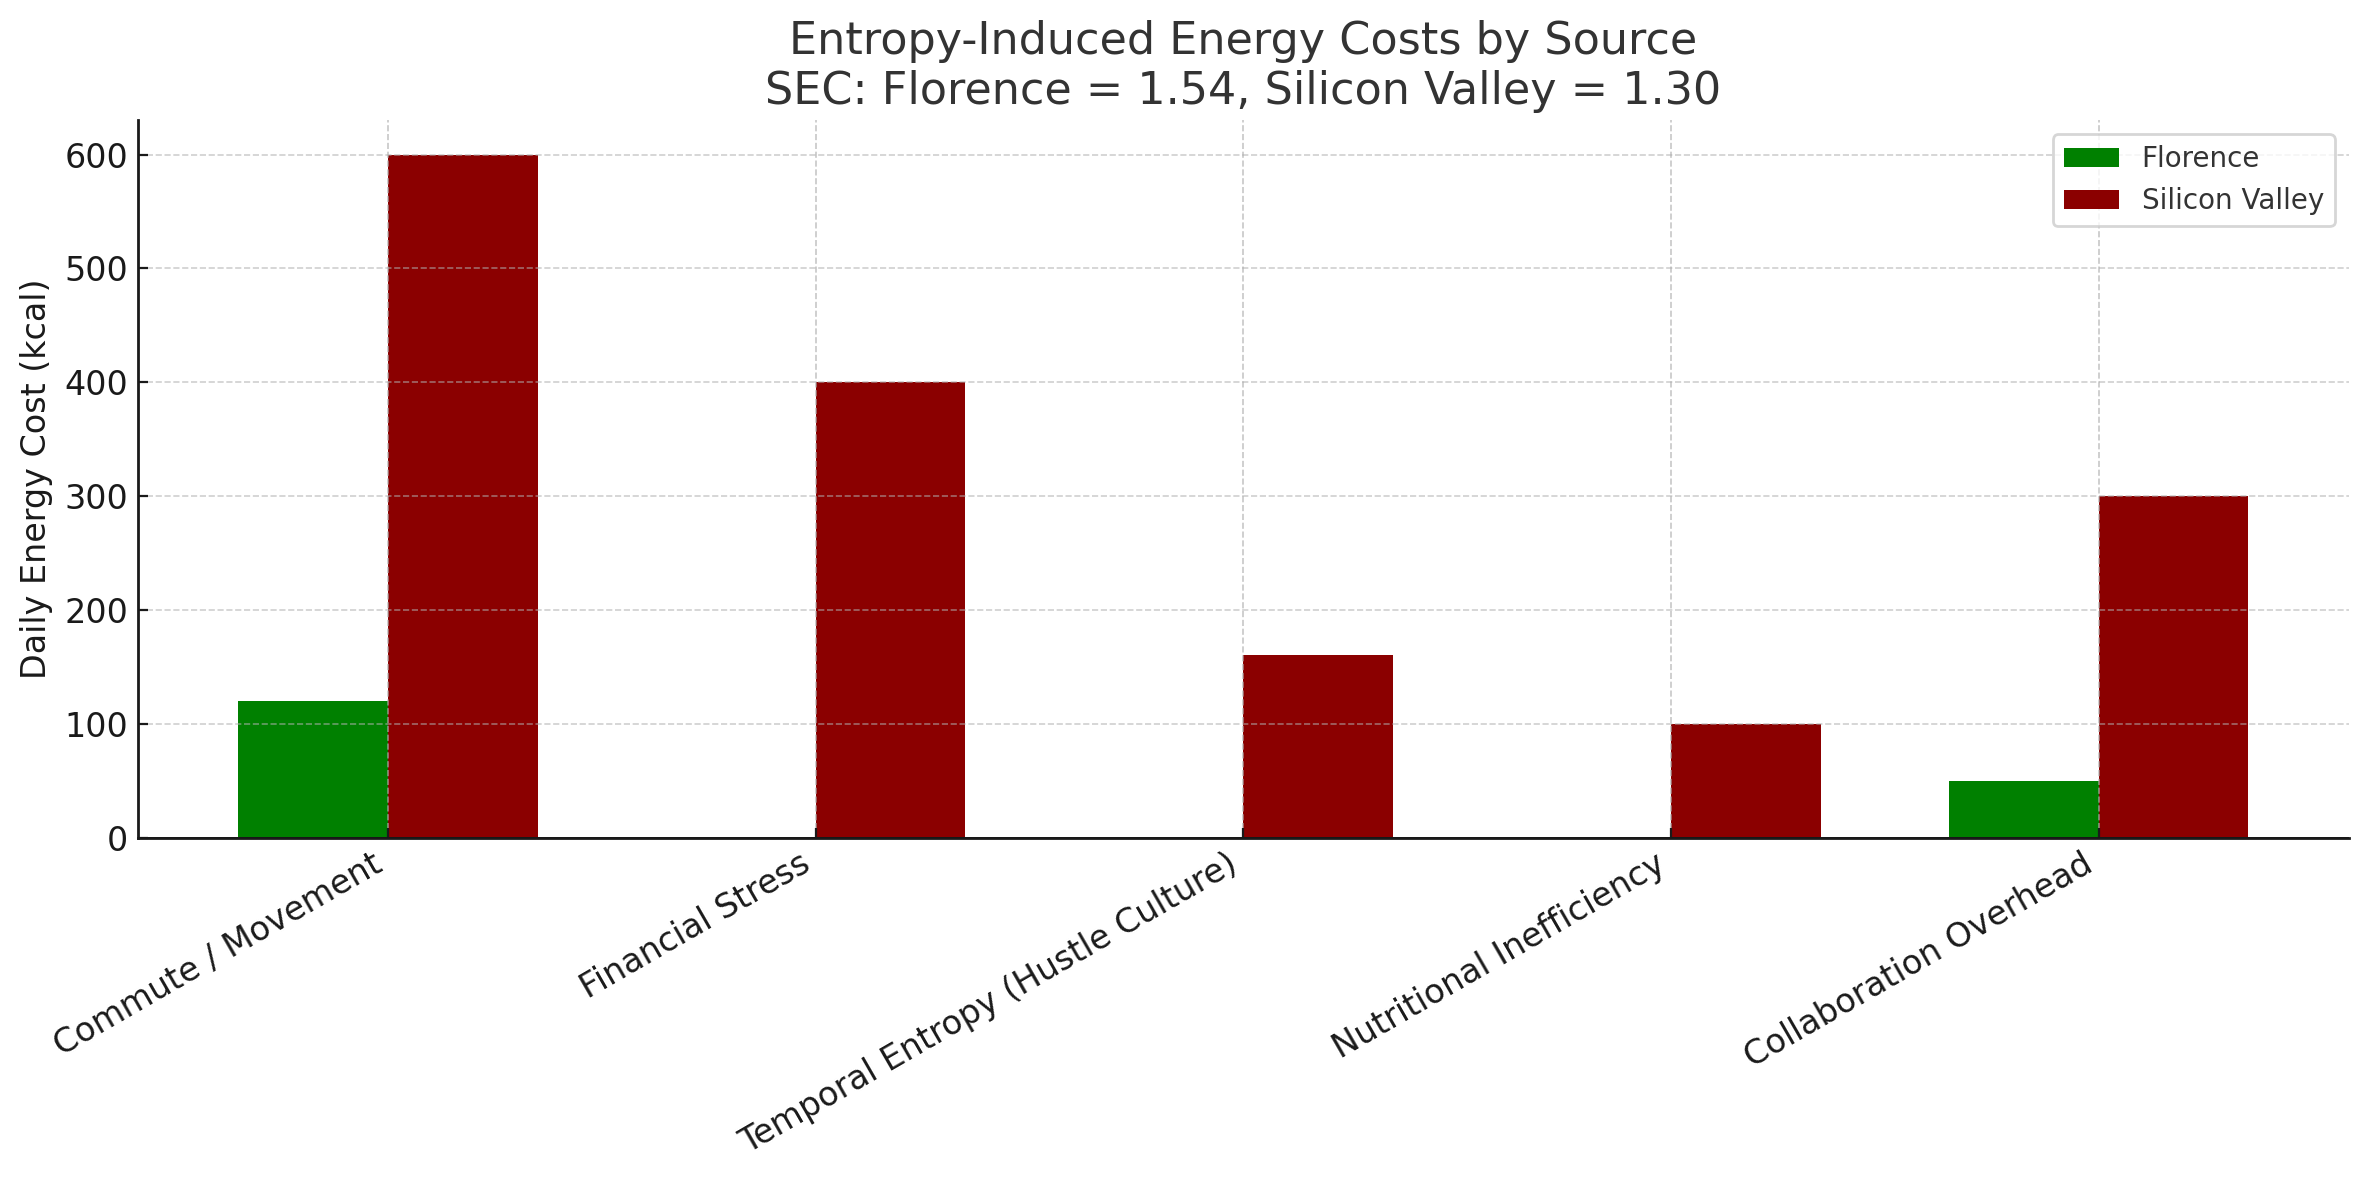 Entropy-Induced Energy Costs by Source
SEC: Florence = 1.54, Silicon Valley = 1.30
Florence
Silicon Valley
Daily Energy Cost (kcal)
600
500
400
300
200
100
0
Commute / Movement
Financial Stress
Temporal Entropy (Hustle Culture)
Nutritional Inefficiency
Collaboration Overhead